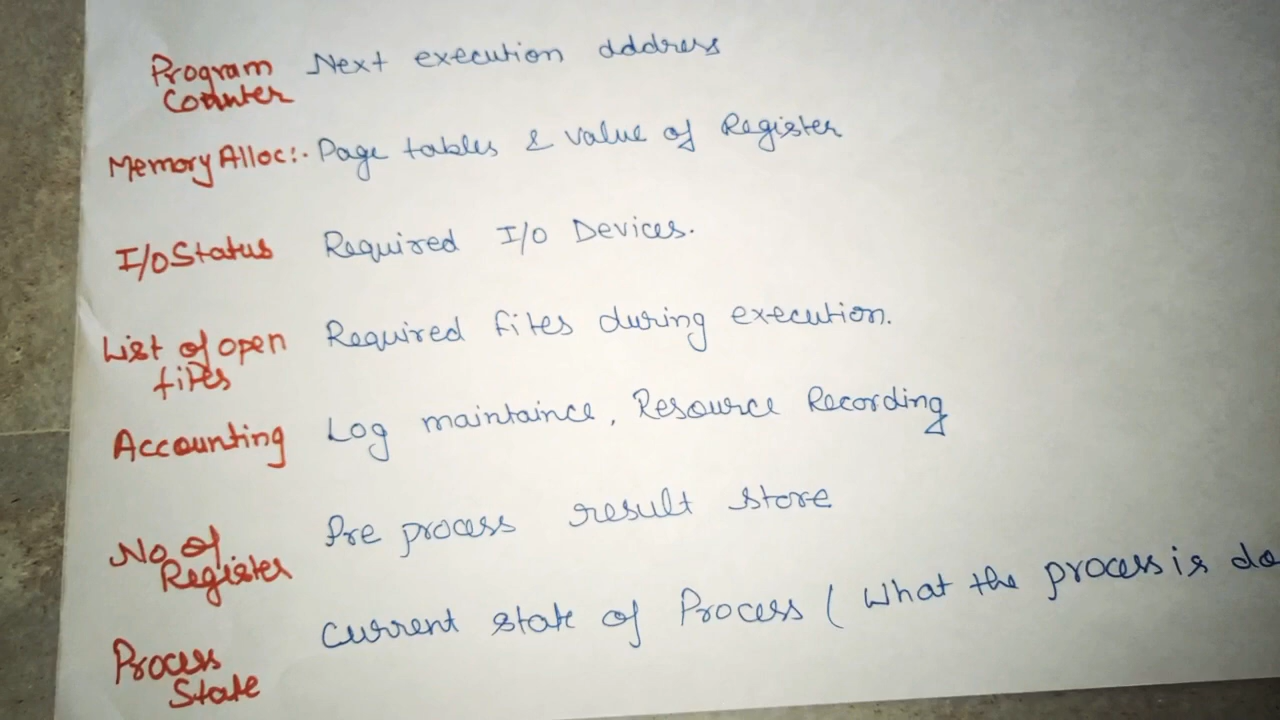 Program Next execution address
Counter
Memory Alloc:. Page tables & value of Register
I/O Status Required I/O Devices.
List of open Required files during execution.
files
Accounting Log maintaince, Resource Recording
No of Pre process result store
Register
Process Current state of Process ( What the process is do
State